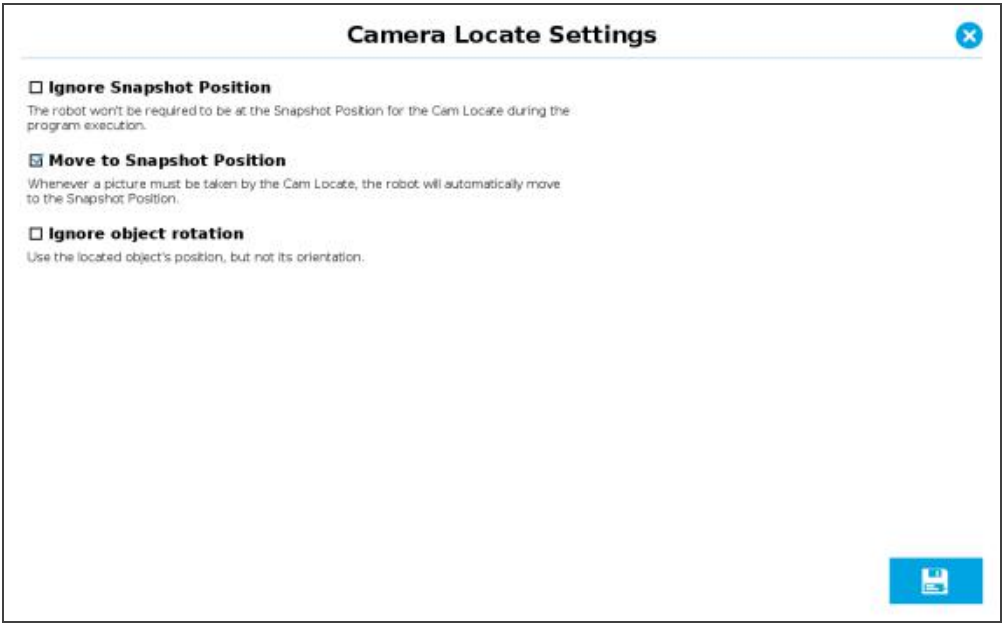 Camera Locate Settings
Ignore Snapshot Position
The robot won't be required to be at the Snapshot Position for the Cam Locate during the
program execution.
Move to Snapshot Position
Whenever a picture must be taken by the Cam Locate, the robot will automatically move
to the Snapshot Position.
Ignore object rotation
Use the located object's position, but not its orientation.